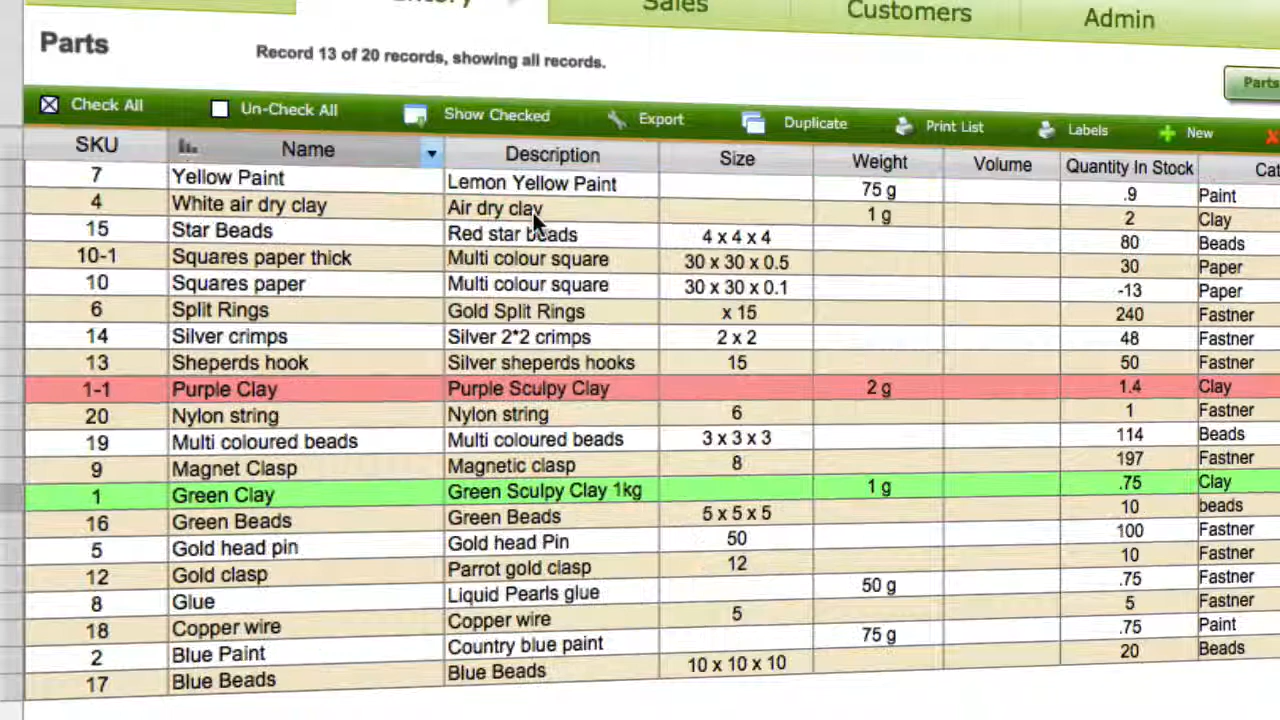 Sales Customers Admin
Parts
Record 13 of 20 records, showing all records.
Parts
Check All Un-Check All Show Checked Export Duplicate Print List Labels New
SKU Name Description Size Weight Volume Quantity In Stock
7 Yellow Paint Lemon Yellow Paint 75 g .9 Paint
4 White air dry clay Air dry clay 1 g 2 Clay
15 Star Beads Red star beads 4 x 4 x 4 80 Beads
10-1 Squares paper thick Multi colour square 30 x 30 x 0.5 30 Paper
10 Squares paper Multi colour square 30 x 30 x 0.1 -13 Paper
6 Split Rings Gold Split Rings x 15 240 Fastner
14 Silver crimps Silver 2*2 crimps 2 x 2 48 Fastner
13 Sheperds hook Silver sheperds hooks 15 50 Fastner
1-1 Purple Clay Purple Sculpy Clay 2 g 1.4 Clay
20 Nylon string Nylon string 6 1 Fastner
19 Multi coloured beads Multi coloured beads 3 x 3 x 3 114 Beads
9 Magnet Clasp Magnetic clasp 8 197 Fastner
1 Green Clay Green Sculpy Clay 1kg 1 g .75 Clay
16 Green Beads Green Beads 5 x 5 x 5 10 beads
5 Gold head pin Gold head Pin 50 100 Fastner
12 Gold clasp Parrot gold clasp 12 10 Fastner
8 Glue Liquid Pearls glue 50 g .75 Fastner
18 Copper wire Copper wire 5 5 Fastner
2 Blue Paint Country blue paint 75 g .75 Paint
17 Blue Beads Blue Beads 10 x 10 x 10 20 Beads